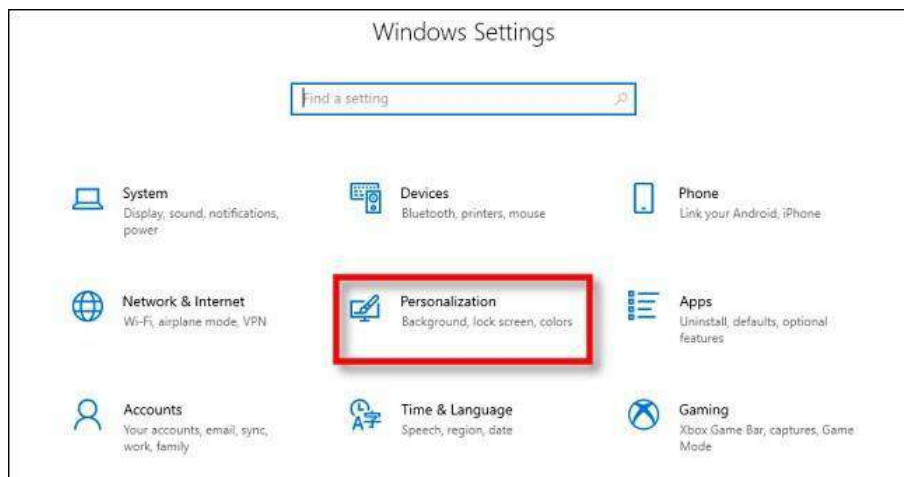 Windows Settings
Find a setting
System
Display, sound, notifications,
power
Devices
Bluetooth, printers, mouse
Phone
Link your Android, iPhone
Network & Internet
Wi-Fi, airplane mode, VPN
Personalization
Background, lock screen, colors
Apps
Uninstall, defaults, optional
features
Accounts
Your accounts, email, sync,
work, family
Time & Language
Speech, region, date
Gaming
Xbox Game Bar, captures, Game
Mode